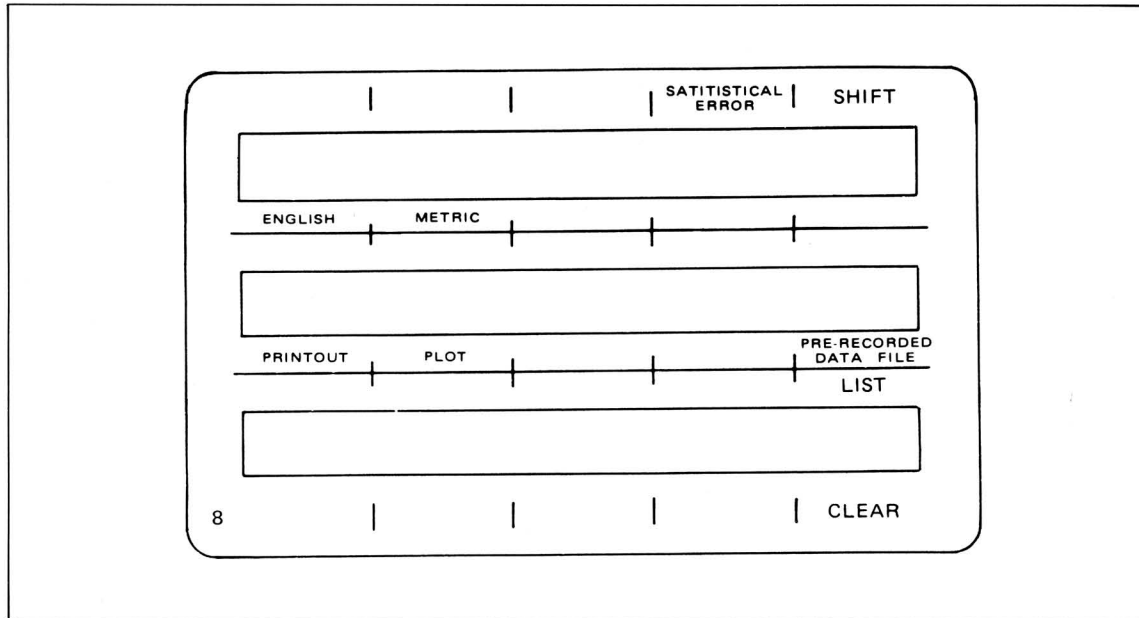 SATITISTICAL
ERROR
SHIFT
ENGLISH METRIC
PRINTOUT PLOT
PRE-RECORDED
DATA FILE
LIST
8
CLEAR